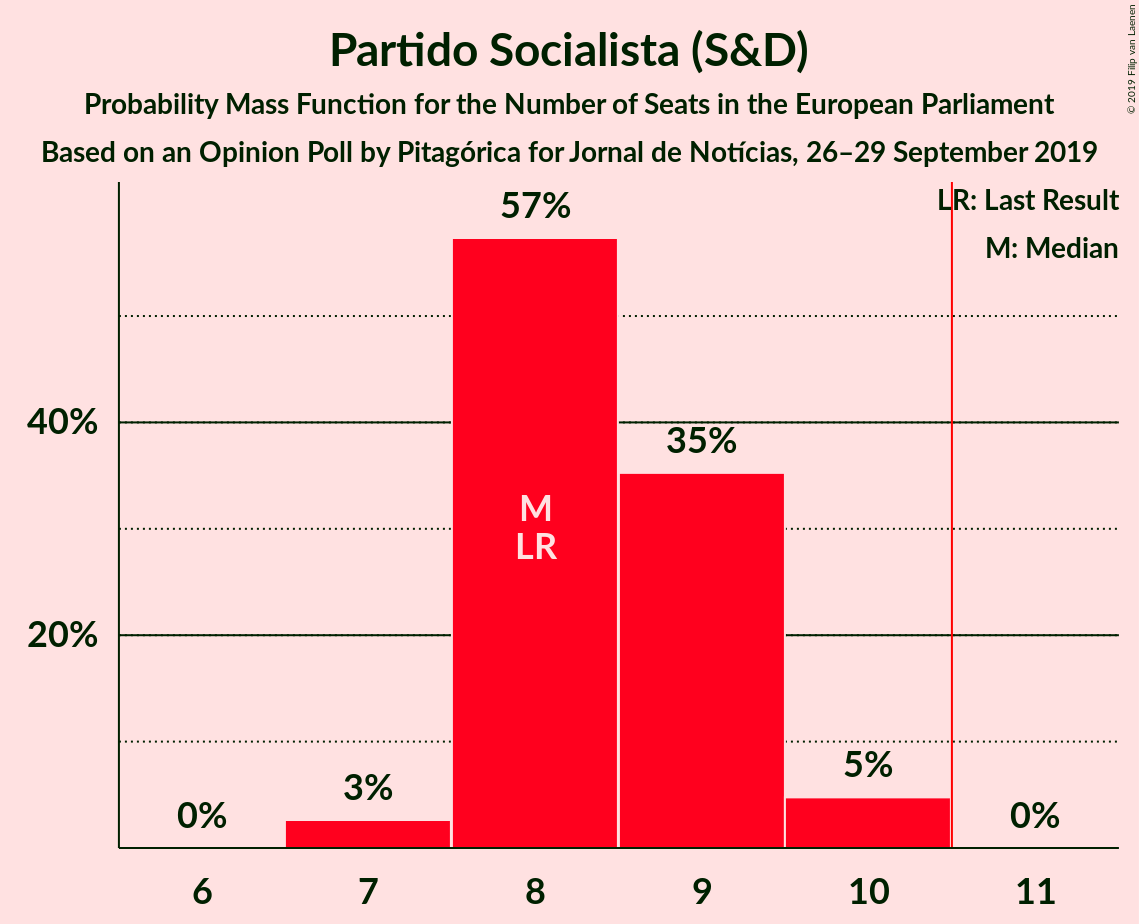 Partido Socialista (S&D)
Probability Mass Function for the Number of Seats in the European Parliament
Based on an Opinion Poll by Pitagórica for Jornal de Notícias, 26–29 September 2019
© 2019 Filip van Laenen
LR: Last Result
M: Median
57%
40%
35%
M
LR
20%
5%
3%
0%
0%
6
7
8
9
10
11